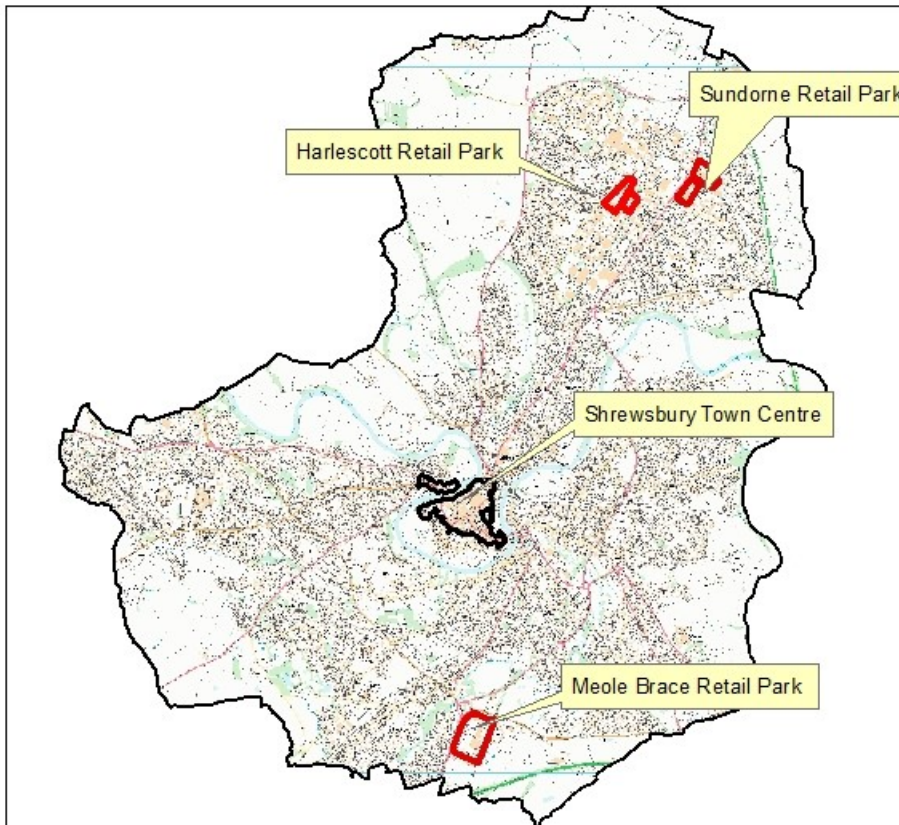 Sundorne Retail Park
Harlescott Retail Park
Shrewsbury Town Centre
Meole Brace Retail Park